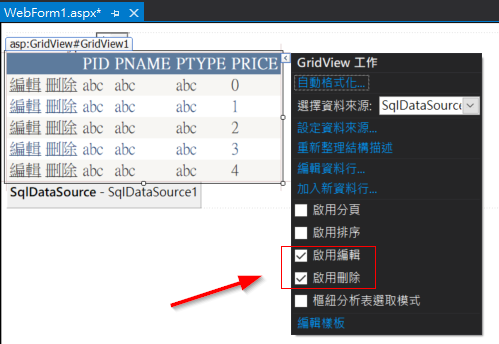 WebForm1.aspx*
asp:GridView#GridView1
PID PNAME PTYPE PRICE
編輯 刪除 abc abc abc 0
編輯 刪除 abc abc abc 1
編輯 刪除 abc abc abc 2
編輯 刪除 abc abc abc 3
編輯 刪除 abc abc abc 4
SqlDataSource - SqlDataSource1
GridView 工作
自動格式化...
選擇資料來源: SqlDataSource
設定資料來源...
重新整理結構描述
編輯資料行...
加入新資料行...
啟用分頁
啟用排序
啟用編輯
啟用刪除
樞紐分析表選取模式
編輯樣板